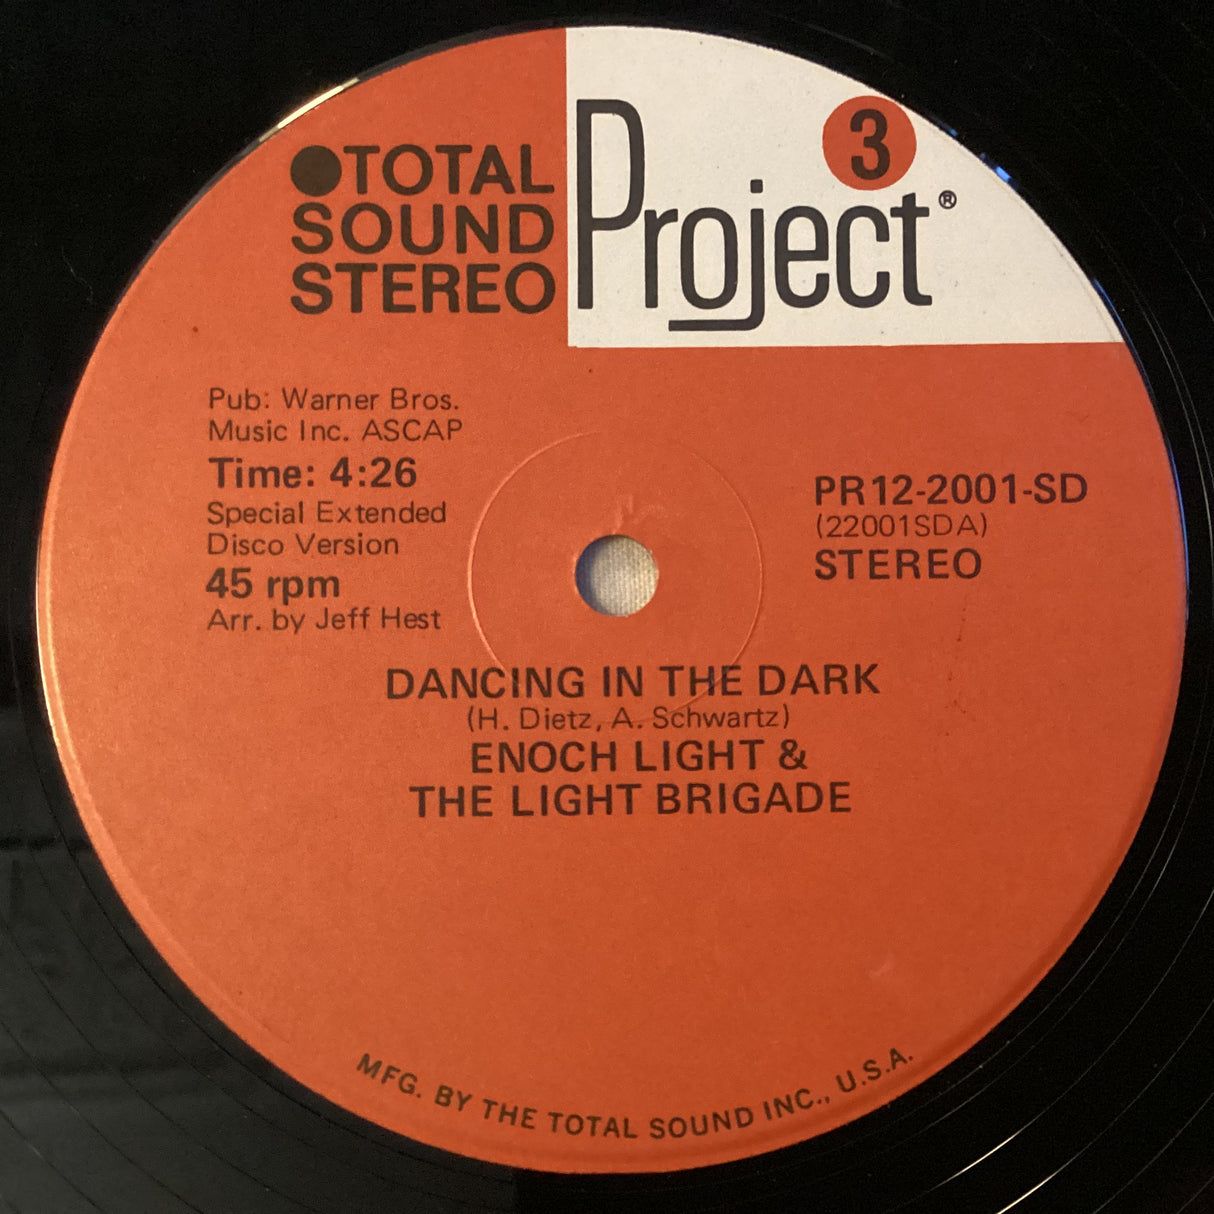 TOTAL
SOUND
STEREO
Project 3®
Pub: Warner Bros.
Music Inc. ASCAP
Time: 4:26
Special Extended
Disco Version
45 rpm
Arr. by Jeff Hest
PR12-2001-SD
(22001SDA)
STEREO
DANCING IN THE DARK
(H. Dietz, A. Schwartz)
ENOCH LIGHT &
THE LIGHT BRIGADE
MFG. BY THE TOTAL SOUND INC., U.S.A.